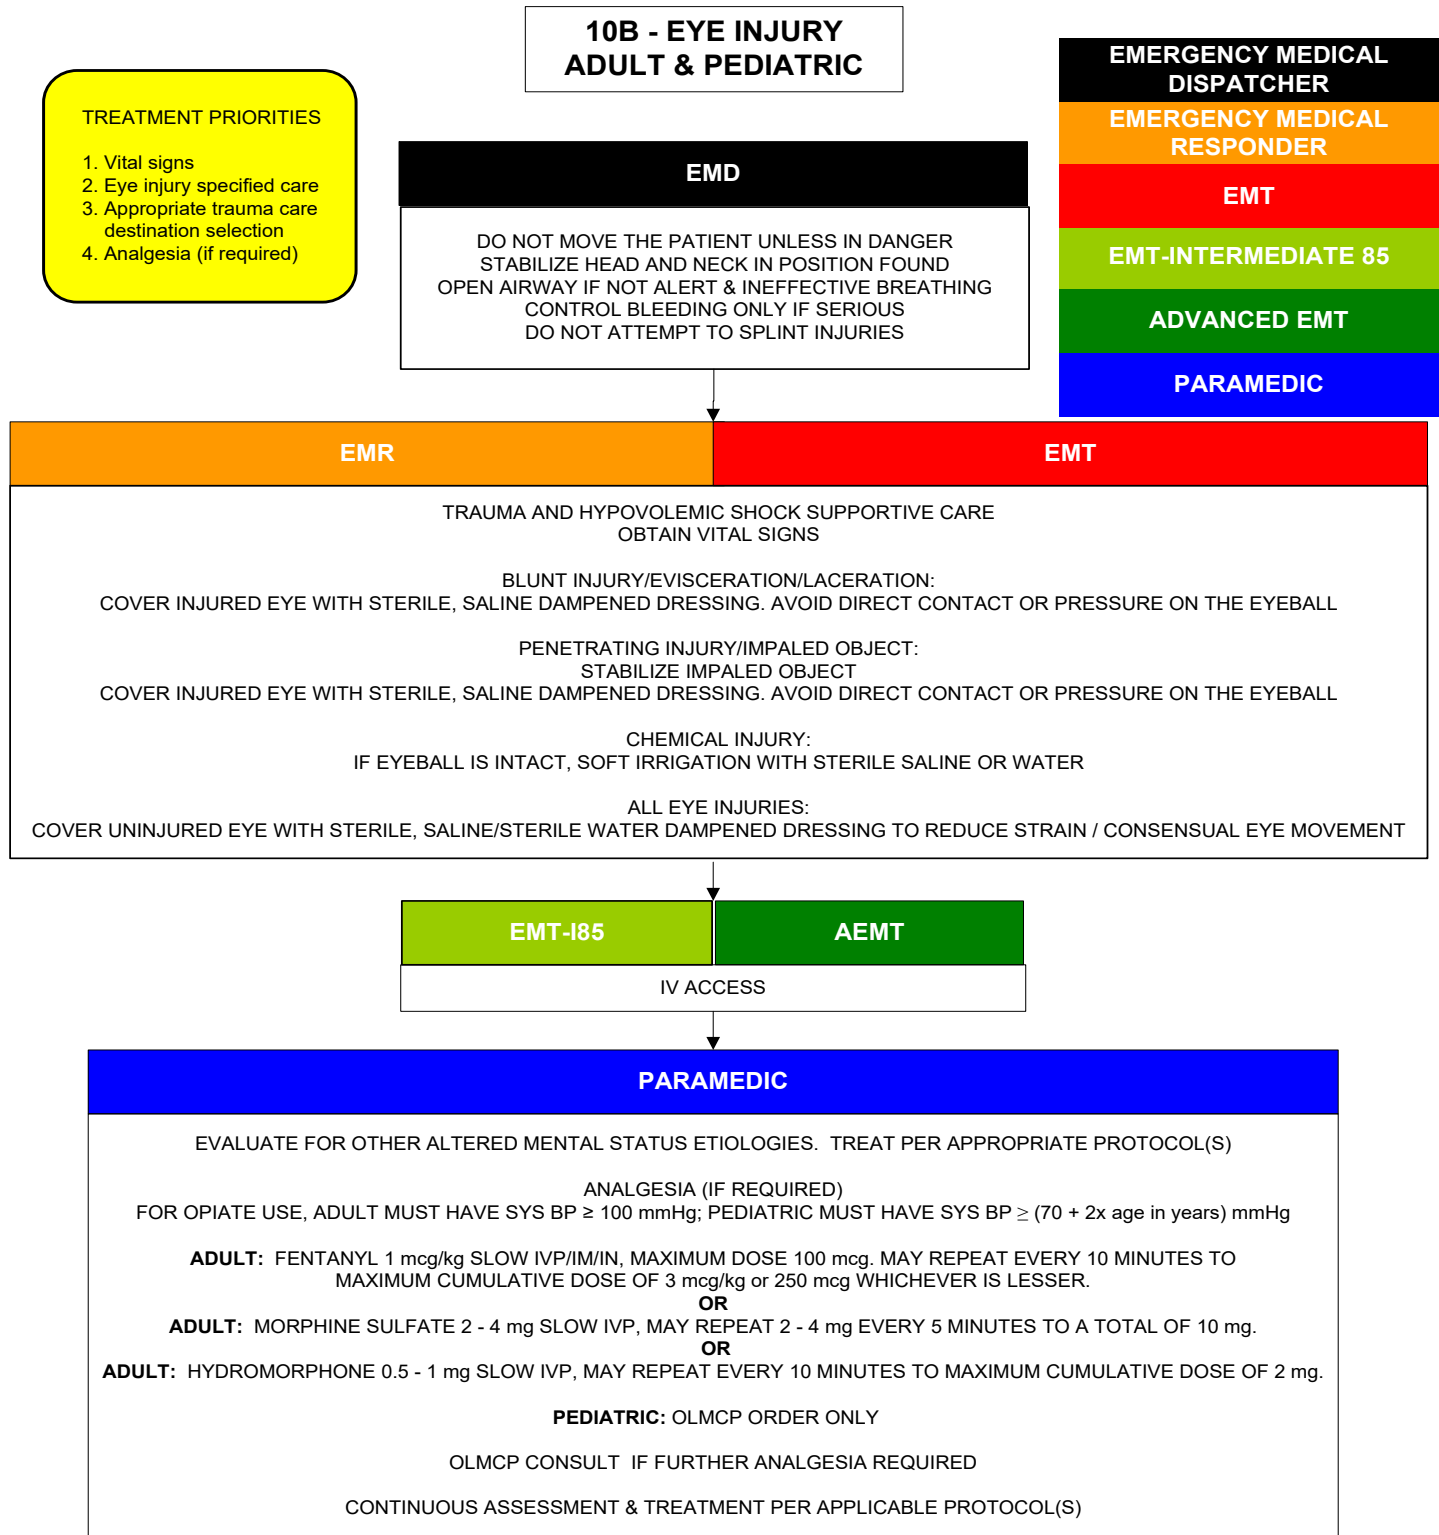 10B - EYE INJURY
ADULT & PEDIATRIC
TREATMENT PRIORITIES
1. Vital signs
2. Eye injury specified care
3. Appropriate trauma care
destination selection
4. Analgesia (if required)
EMERGENCY MEDICAL
DISPATCHER
EMERGENCY MEDICAL
RESPONDER
EMT
EMT-INTERMEDIATE 85
ADVANCED EMT
PARAMEDIC
EMD
DO NOT MOVE THE PATIENT UNLESS IN DANGER
STABILIZE HEAD AND NECK IN POSITION FOUND
OPEN AIRWAY IF NOT ALERT & INEFFECTIVE BREATHING
CONTROL BLEEDING ONLY IF SERIOUS
DO NOT ATTEMPT TO SPLINT INJURIES
EMR
EMT
TRAUMA AND HYPOVOLEMIC SHOCK SUPPORTIVE CARE
OBTAIN VITAL SIGNS
BLUNT INJURY/EVISCERATION/LACERATION:
COVER INJURED EYE WITH STERILE, SALINE DAMPENED DRESSING. AVOID DIRECT CONTACT OR PRESSURE ON THE EYEBALL
PENETRATING INJURY/IMPALED OBJECT:
STABILIZE IMPALED OBJECT
COVER INJURED EYE WITH STERILE, SALINE DAMPENED DRESSING. AVOID DIRECT CONTACT OR PRESSURE ON THE EYEBALL
CHEMICAL INJURY:
IF EYEBALL IS INTACT, SOFT IRRIGATION WITH STERILE SALINE OR WATER
ALL EYE INJURIES:
COVER UNINJURED EYE WITH STERILE, SALINE/STERILE WATER DAMPENED DRESSING TO REDUCE STRAIN / CONSENSUAL EYE MOVEMENT
EMT-I85
AEMT
IV ACCESS
PARAMEDIC
EVALUATE FOR OTHER ALTERED MENTAL STATUS ETIOLOGIES.  TREAT PER APPROPRIATE PROTOCOL(S)
ANALGESIA (IF REQUIRED)
FOR OPIATE USE, ADULT MUST HAVE SYS BP ≥ 100 mmHg; PEDIATRIC MUST HAVE SYS BP ≥ (70 + 2x age in years) mmHg
ADULT:  FENTANYL 1 mcg/kg SLOW IVP/IM/IN, MAXIMUM DOSE 100 mcg. MAY REPEAT EVERY 10 MINUTES TO
MAXIMUM CUMULATIVE DOSE OF 3 mcg/kg or 250 mcg WHICHEVER IS LESSER.
OR
ADULT:  MORPHINE SULFATE 2 - 4 mg SLOW IVP, MAY REPEAT 2 - 4 mg EVERY 5 MINUTES TO A TOTAL OF 10 mg.
OR
ADULT:  HYDROMORPHONE 0.5 - 1 mg SLOW IVP, MAY REPEAT EVERY 10 MINUTES TO MAXIMUM CUMULATIVE DOSE OF 2 mg.
PEDIATRIC: OLMCP ORDER ONLY
OLMCP CONSULT  IF FURTHER ANALGESIA REQUIRED
CONTINUOUS ASSESSMENT & TREATMENT PER APPLICABLE PROTOCOL(S)